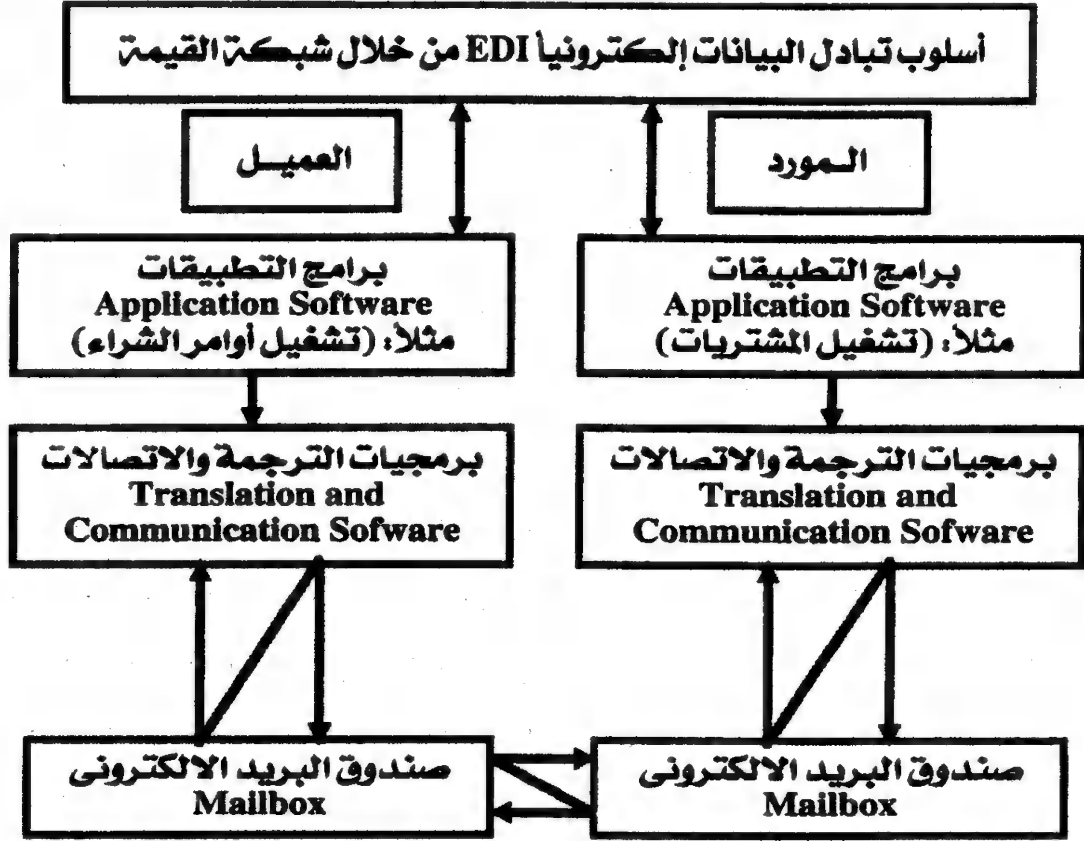 أسلوب تبادل البيانات إلكترونياً EDI من خلال شبكة القيمة
المورد
العميل
برامج التطبيقات
Application Software
مثلاً: (تشغيل المشتريات)
برامج التطبيقات
Application Software
مثلاً: (تشغيل أوامر الشراء)
برمجيات الترجمة والاتصالات
Translation and
Communication Sofware
برمجيات الترجمة والاتصالات
Translation and
Communication Sofware
صندوق البريد الالكترونى
Mailbox
صندوق البريد الالكترونى
Mailbox